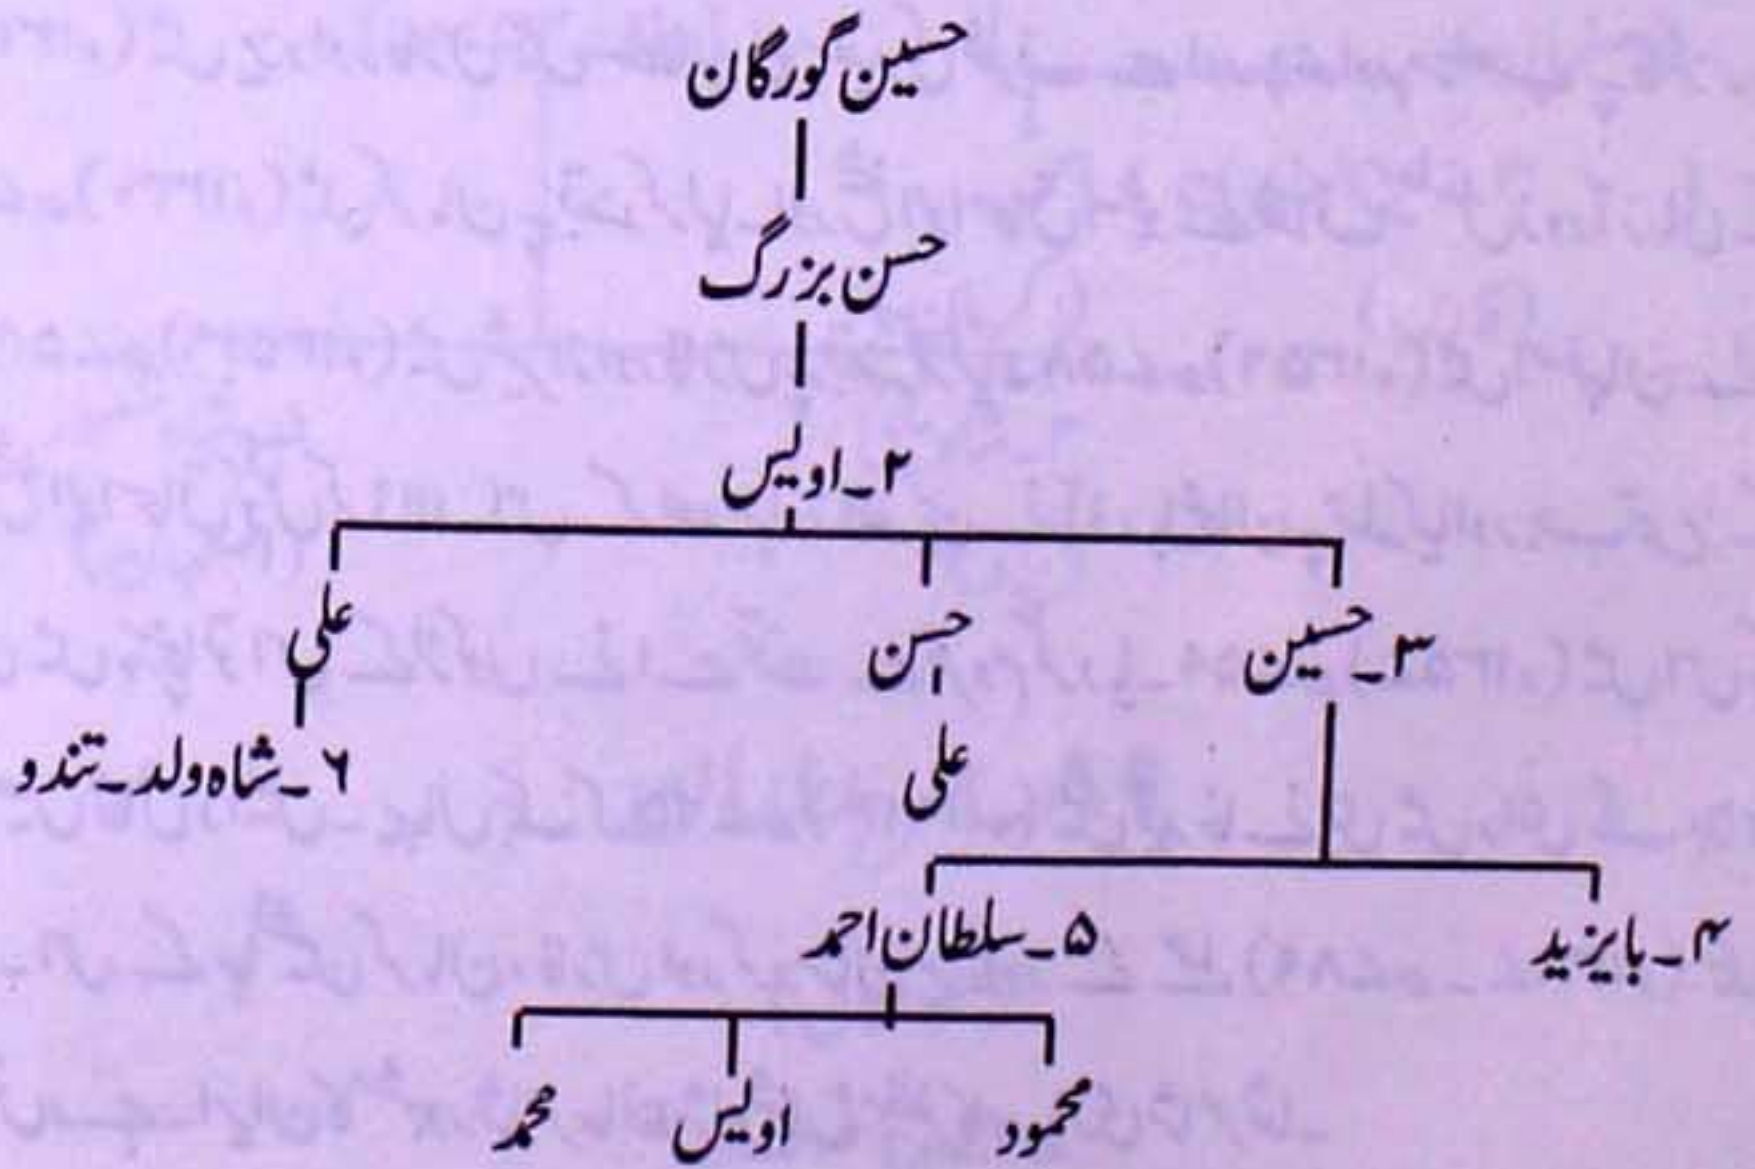 حسین گورگان
حسن بزرگ
۲۔اویس
۳۔حسین
حسن
علی
علی
۶۔شاہ ولد۔تندو
۴۔بایزید
۵۔سلطان احمد
محمود
اویس
محمد